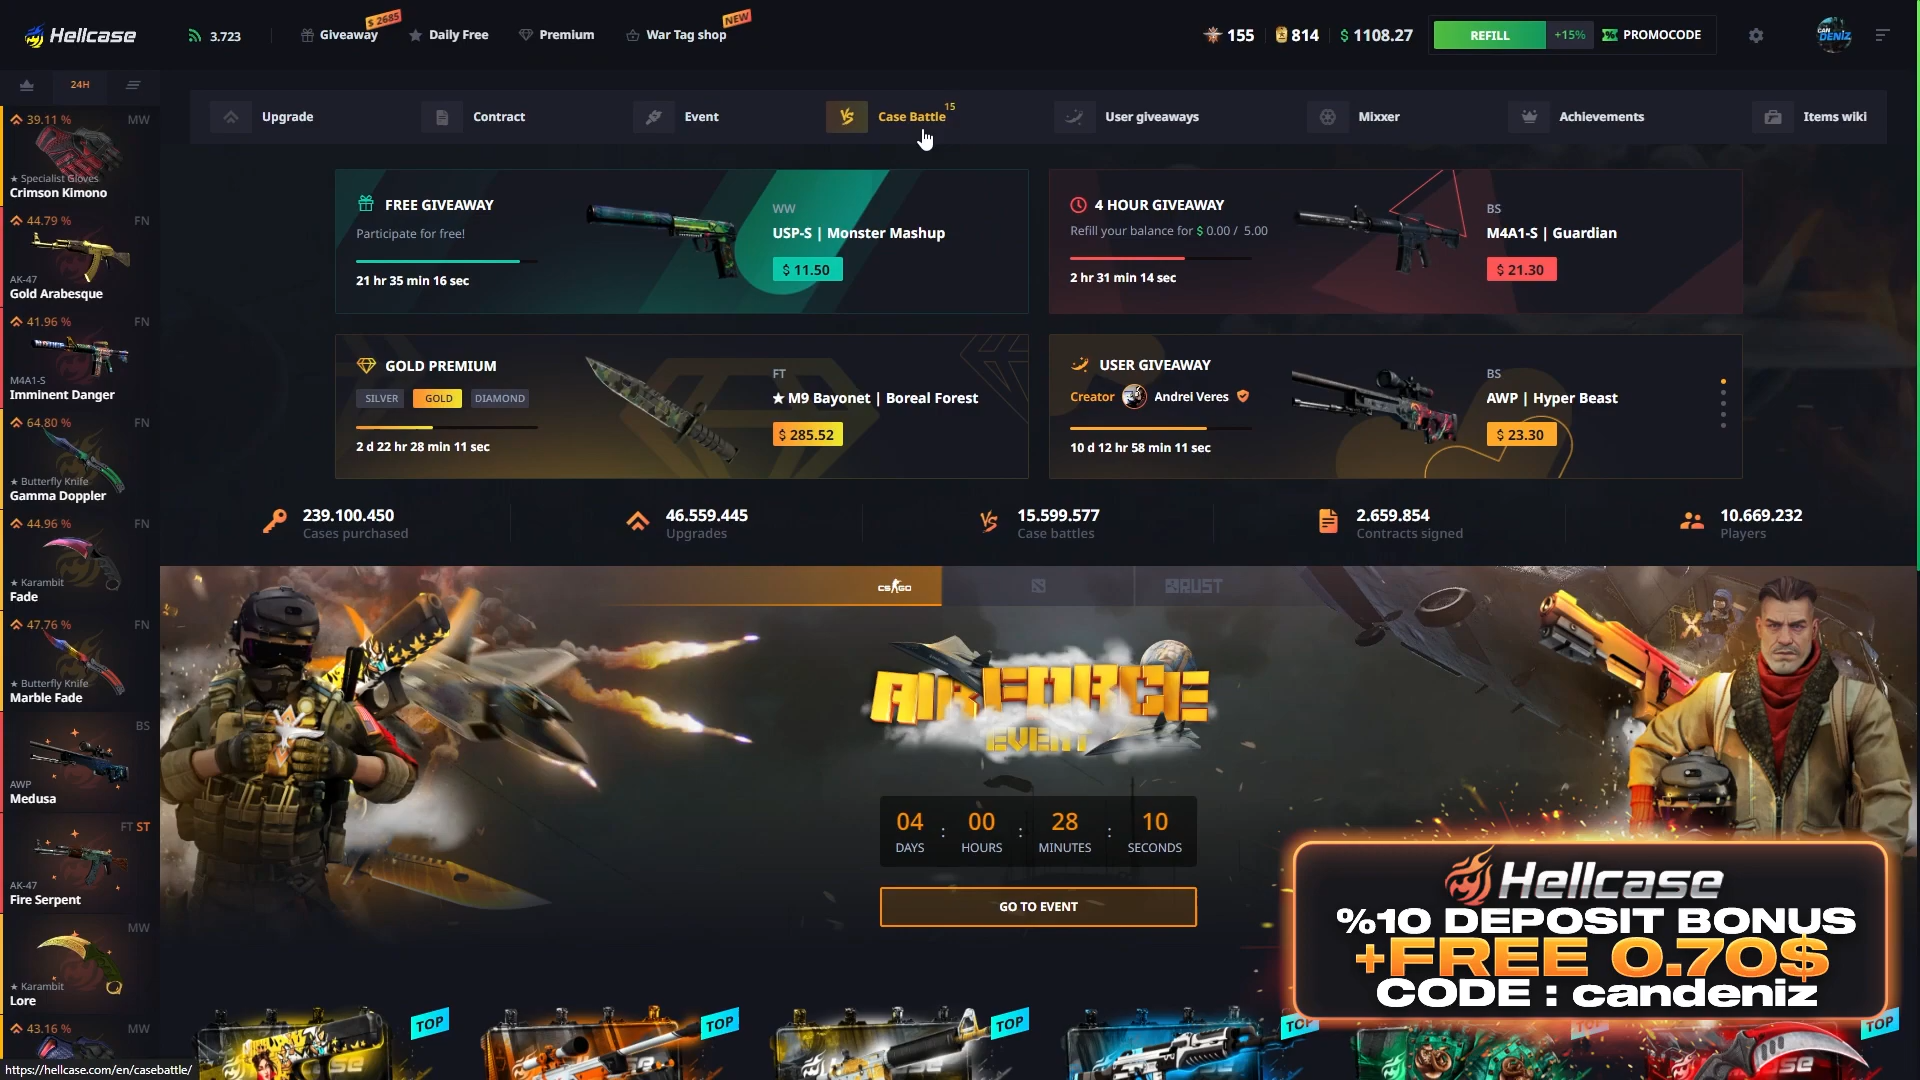 Hellcase
3.723
Giveaway
$ 2685
Daily Free
Premium
War Tag shop
NEW
155
814
$ 1108.27
REFILL
+15%
PROMOCODE
CAN DENIZ
24H
Upgrade
Contract
Event
Case Battle
15
User giveaways
Mixxer
Achievements
Items wiki
39.11 %
MW
★ Specialist Gloves
Crimson Kimono
44.79 %
FN
AK-47
Gold Arabesque
41.96 %
FN
M4A1-S
Imminent Danger
64.80 %
FN
★ Butterfly Knife
Gamma Doppler
44.96 %
FN
★ Karambit
Fade
47.76 %
FN
★ Butterfly Knife
Marble Fade
BS
AWP
Medusa
FT ST
AK-47
Fire Serpent
MW
★ Karambit
Lore
43.16 %
MW
FREE GIVEAWAY
Participate for free!
21 hr 35 min 16 sec
WW
USP-S | Monster Mashup
$ 11.50
4 HOUR GIVEAWAY
Refill your balance for $ 0.00 / 5.00
2 hr 31 min 14 sec
BS
M4A1-S | Guardian
$ 21.30
GOLD PREMIUM
SILVER
GOLD
DIAMOND
2 d 22 hr 28 min 11 sec
FT
★ M9 Bayonet | Boreal Forest
$ 285.52
USER GIVEAWAY
Creator
Andrei Veres
10 d 12 hr 58 min 11 sec
BS
AWP | Hyper Beast
$ 23.30
239.100.450
Cases purchased
46.559.445
Upgrades
15.599.577
Case battles
2.659.854
Contracts signed
10.669.232
Players
CS GO
RUST
AIRFORCE
EVENT
04 : 00 : 28 : 10
DAYS HOURS MINUTES SECONDS
GO TO EVENT
Hellcase
%10 DEPOSIT BONUS
+FREE 0.70$
CODE : candeniz
TOP
TOP
TOP
TOP
TOP
TOP
https://hellcase.com/en/casebattle/